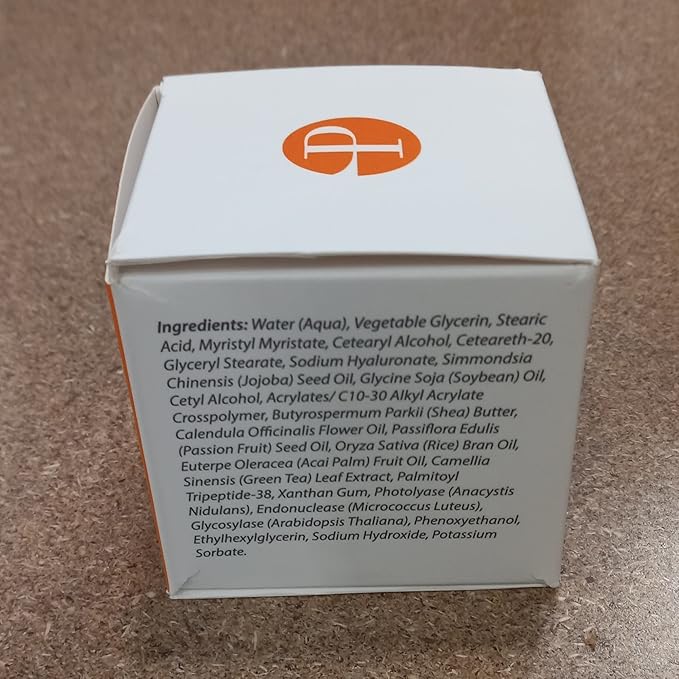 Ingredients: Water (Aqua), Vegetable Glycerin, Stearic
Acid, Myristyl Myristate, Cetearyl Alcohol, Ceteareth-20,
Glyceryl Stearate, Sodium Hyaluronate, Simmondsia
Chinensis (Jojoba) Seed Oil, Glycine Soja (Soybean) Oil,
Cetyl Alcohol, Acrylates/ C10-30 Alkyl Acrylate
Crosspolymer, Butyrospermum Parkii (Shea) Butter,
Calendula Officinalis Flower Oil, Passiflora Edulis
(Passion Fruit) Seed Oil, Oryza Sativa (Rice) Bran Oil,
Euterpe Oleracea (Acai Palm) Fruit Oil, Camellia
Sinensis (Green Tea) Leaf Extract, Palmitoyl
Tripeptide-38, Xanthan Gum, Photolyase (Anacystis
Nidulans), Endonuclease (Micrococcus Luteus),
Glycosylase (Arabidopsis Thaliana), Phenoxyethanol,
Ethylhexylglycerin, Sodium Hydroxide, Potassium
Sorbate.